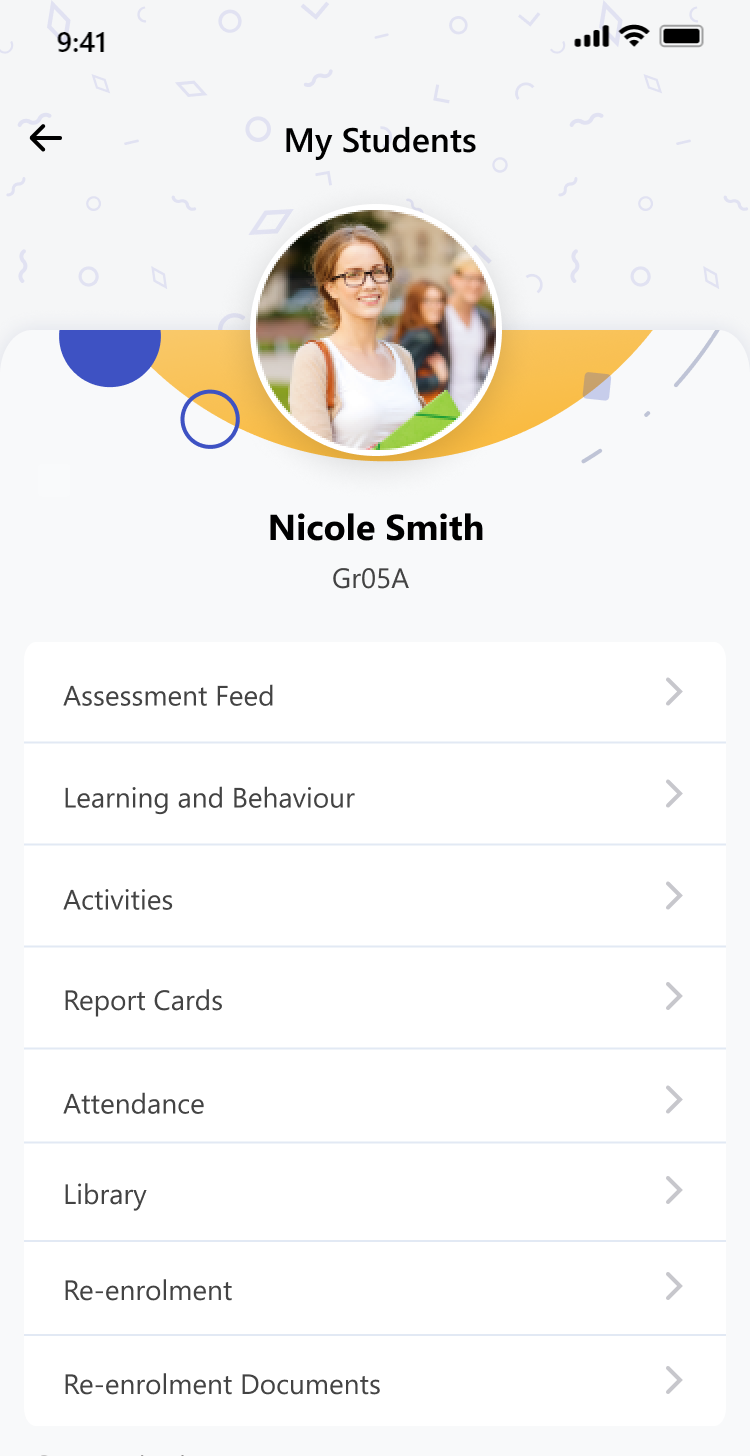 9:41
My Students
Nicole Smith
Gr05A
Assessment Feed
Learning and Behaviour
Activities
Report Cards
Attendance
Library
Re-enrolment
Re-enrolment Documents